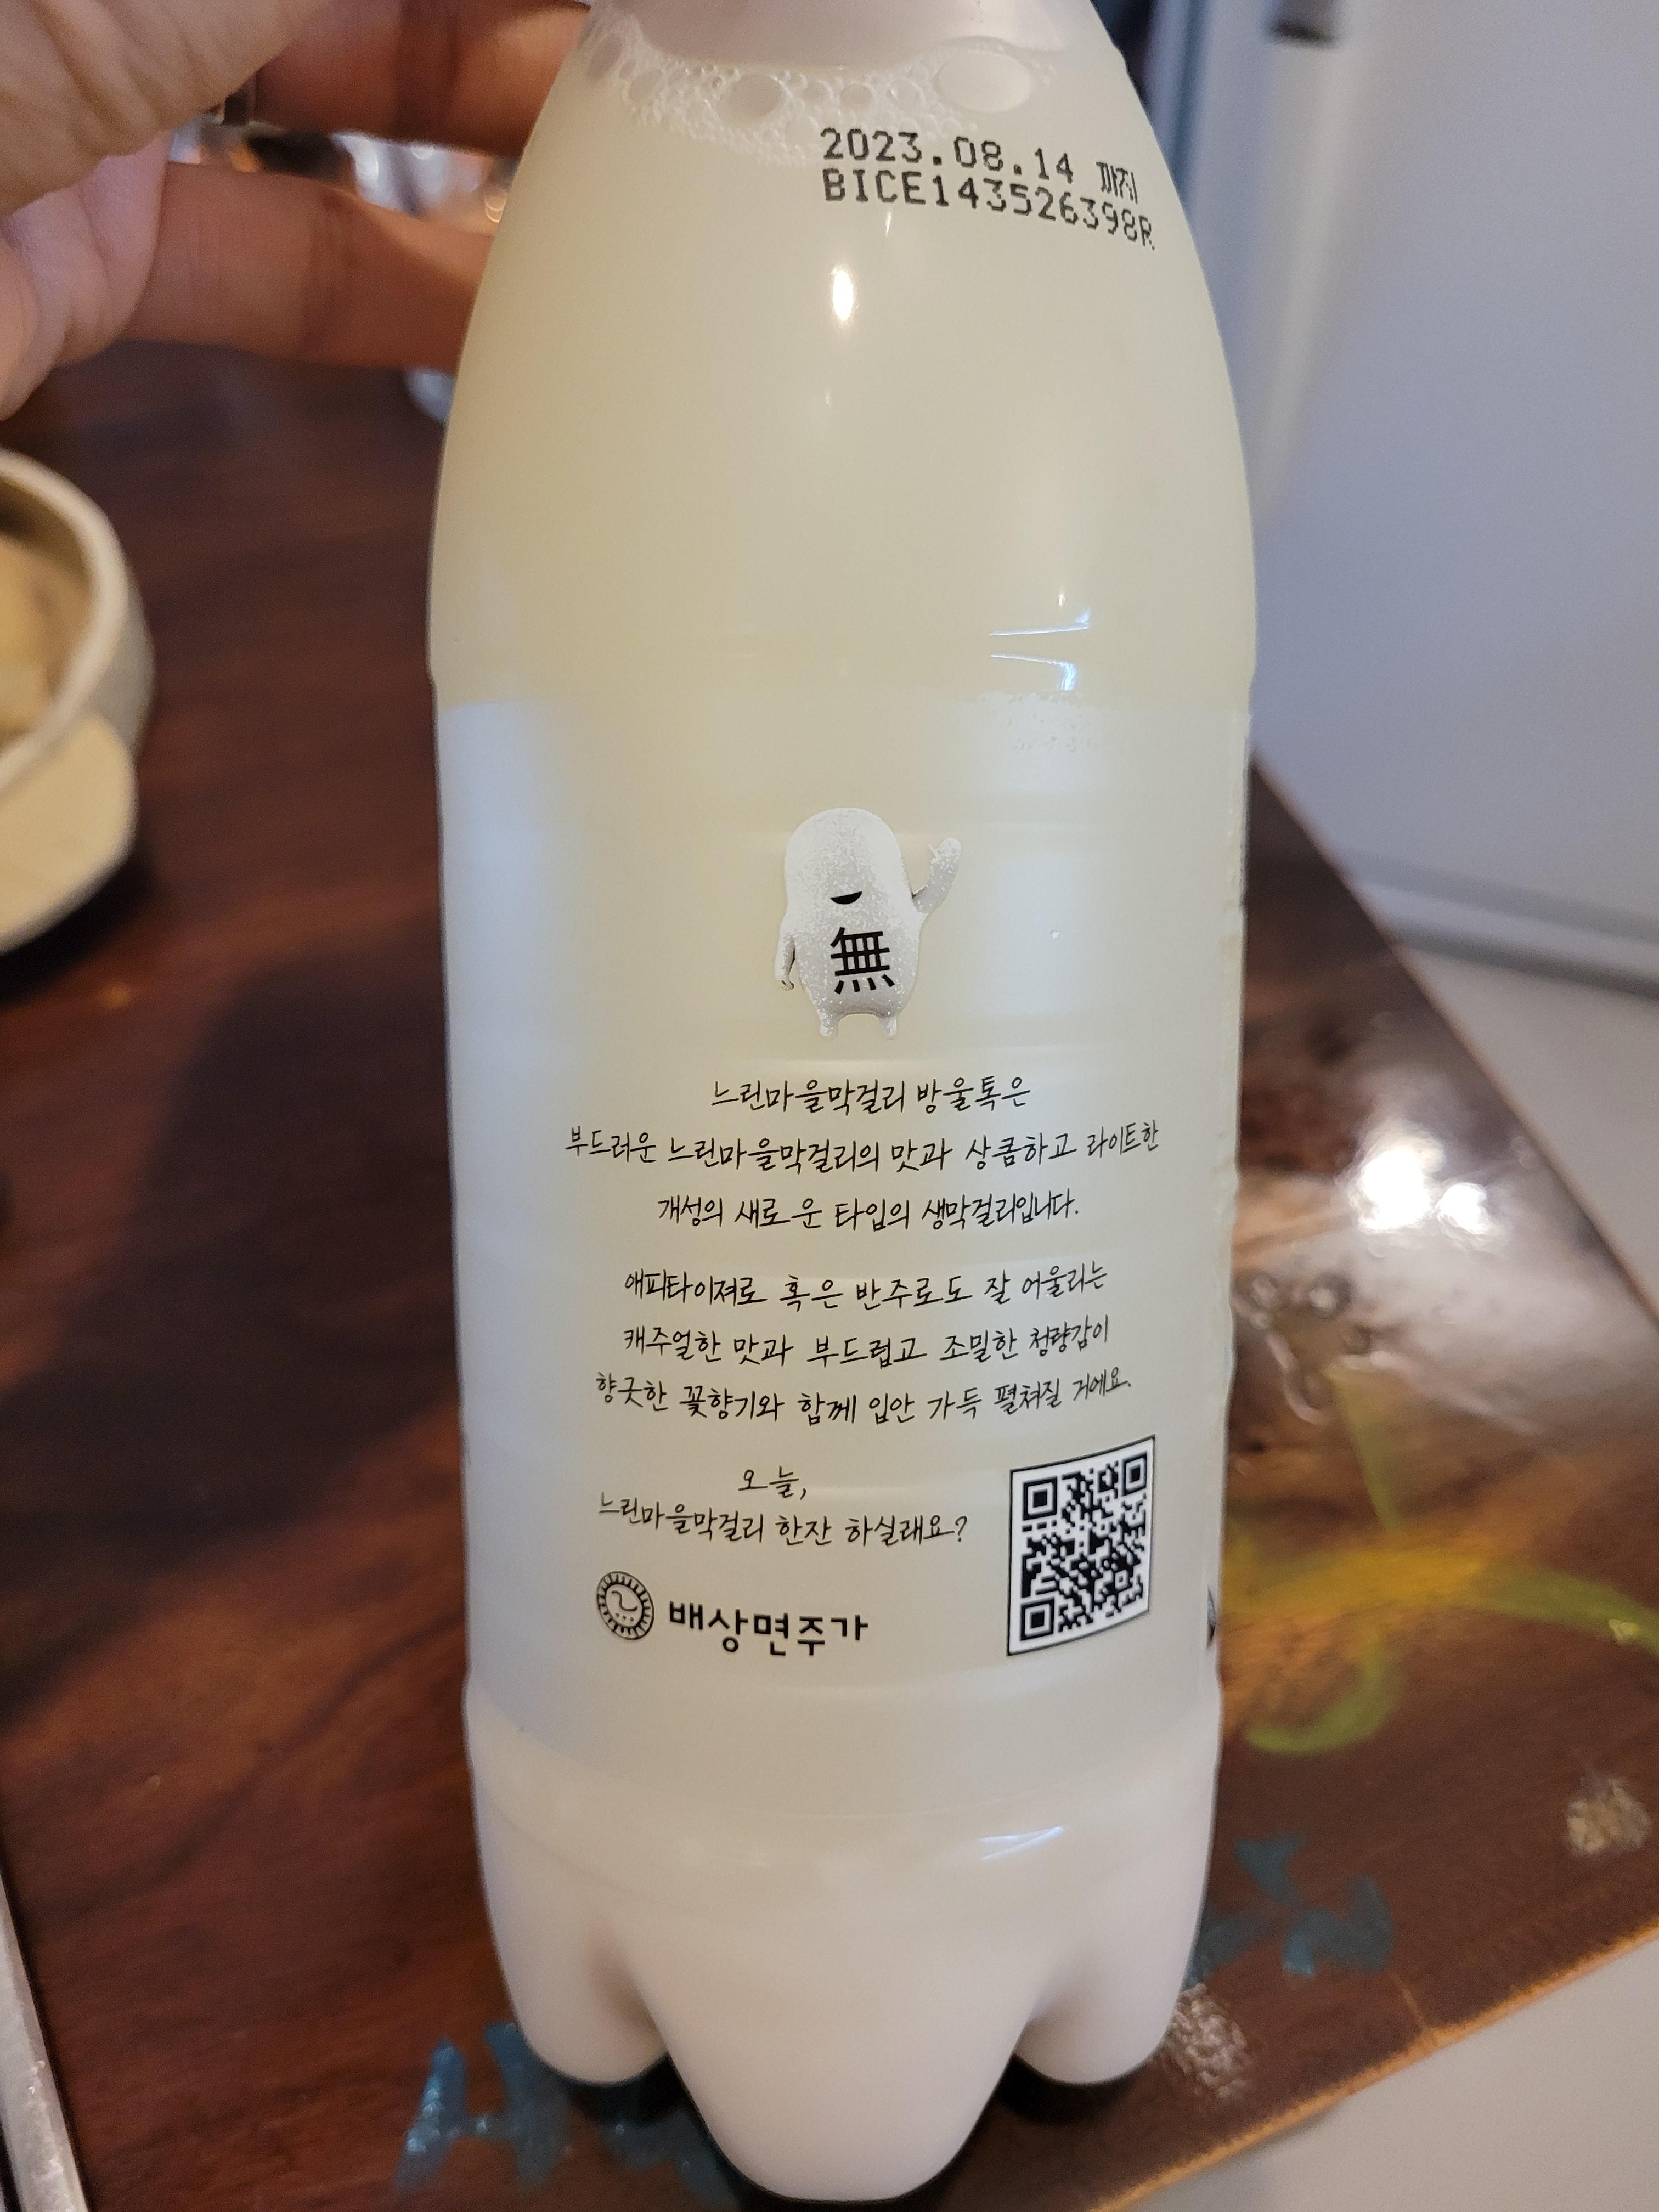 2023.08.14 까지
BICE143526398R
無
느린마을막걸리 방울톡은
부드러운 느린마을막걸리의 맛과 상큼하고 라이트한
개성의 새로운 타입의 생막걸리입니다.
애피타이져로 혹은 반주로도 잘 어울리는
캐주얼한 맛과 부드럽고 조밀한 청량감이
향긋한 꽃향기와 함께 입안 가득 펼쳐질 거에요.
오늘,
느린마을막걸리 한잔 하실래요?
배상면주가